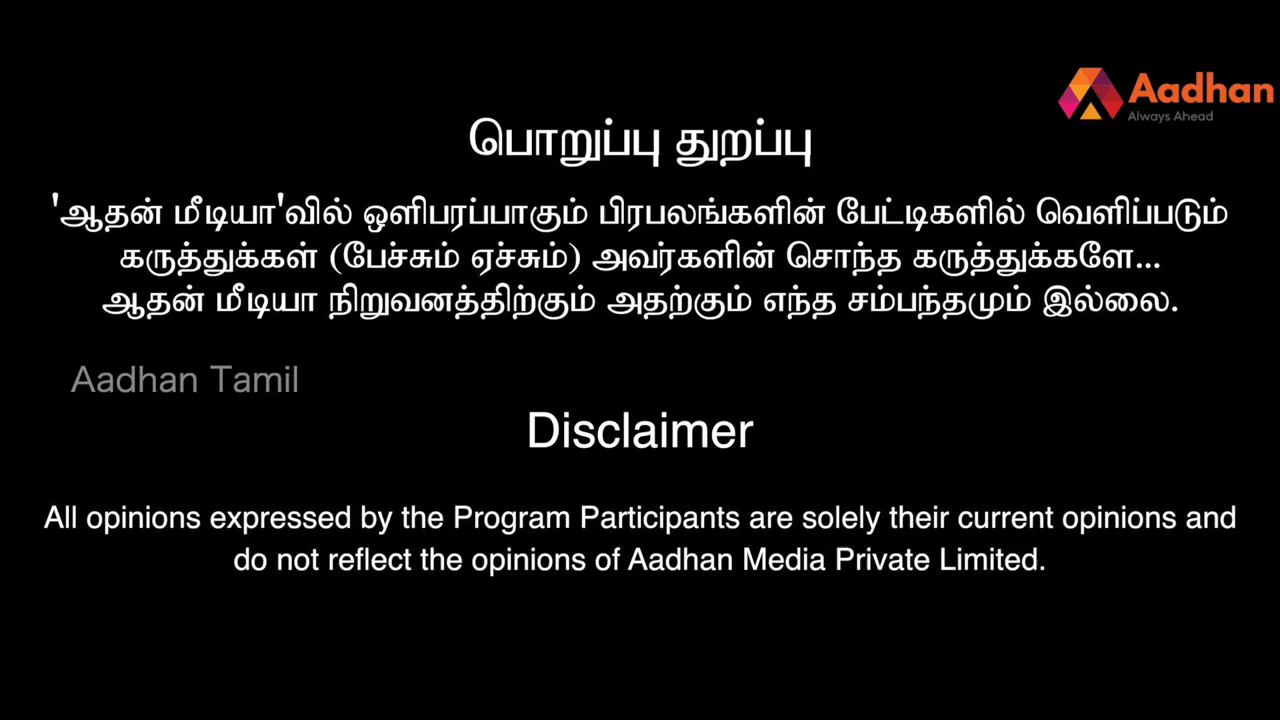 Aadhan
Always Ahead
பொறுப்பு துறப்பு
'ஆதன் மீடியா'வில் ஒளிபரப்பாகும் பிரபலங்களின் பேட்டிகளில் வெளிப்படும்
கருத்துக்கள் (பேச்சும் ஏச்சும்) அவர்களின் சொந்த கருத்துக்களே...
ஆதன் மீடியா நிறுவனத்திற்கும் அதற்கும் எந்த சம்பந்தமும் இல்லை.
Aadhan Tamil
Disclaimer
All opinions expressed by the Program Participants are solely their current opinions and
do not reflect the opinions of Aadhan Media Private Limited.